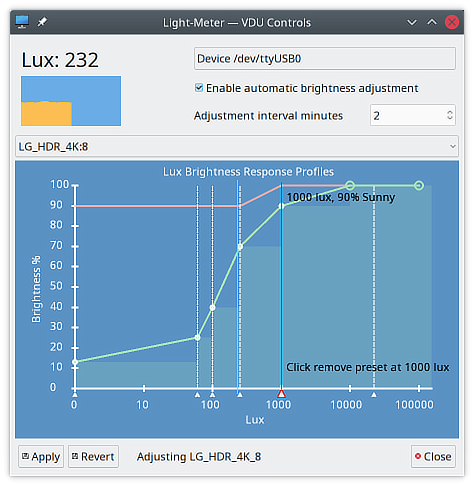 Light-Meter — VDU Controls
Lux: 232
Device /dev/ttyUSB0
Enable automatic brightness adjustment
Adjustment interval minutes
2
LG_HDR_4K:8
Lux Brightness Response Profiles
100
90
80
70
60
50
40
30
20
10
0
Brightness %
1000 lux, 90% Sunny
Click remove preset at 1000 lux
0 10 100 1000 10000 100000
Lux
Apply Revert Adjusting LG_HDR_4K_8 Close